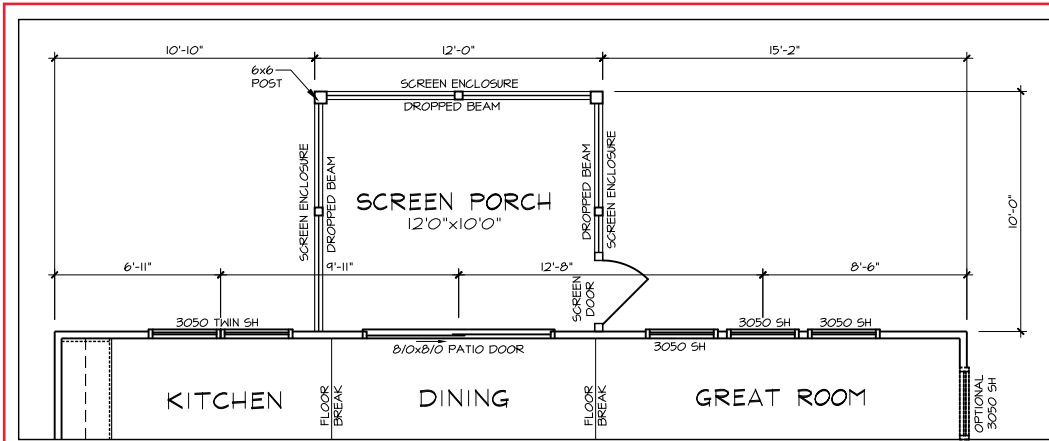 10'-10"
12'-0"
15'-2"
6x6
POST
SCREEN ENCLOSURE
DROPPED BEAM
SCREEN ENCLOSURE
DROPPED BEAM
SCREEN PORCH
12'0"x10'0"
DROPPED BEAM
SCREEN ENCLOSURE
10'-0"
6'-11"
9'-11"
12'-8"
8'-6"
SCREEN
DOOR
3050 TWIN SH
8/0x8/0 PATIO DOOR
3050 SH
3050 SH
3050 SH
KITCHEN
FLOOR
BREAK
DINING
FLOOR
BREAK
GREAT ROOM
OPTIONAL
3050 SH